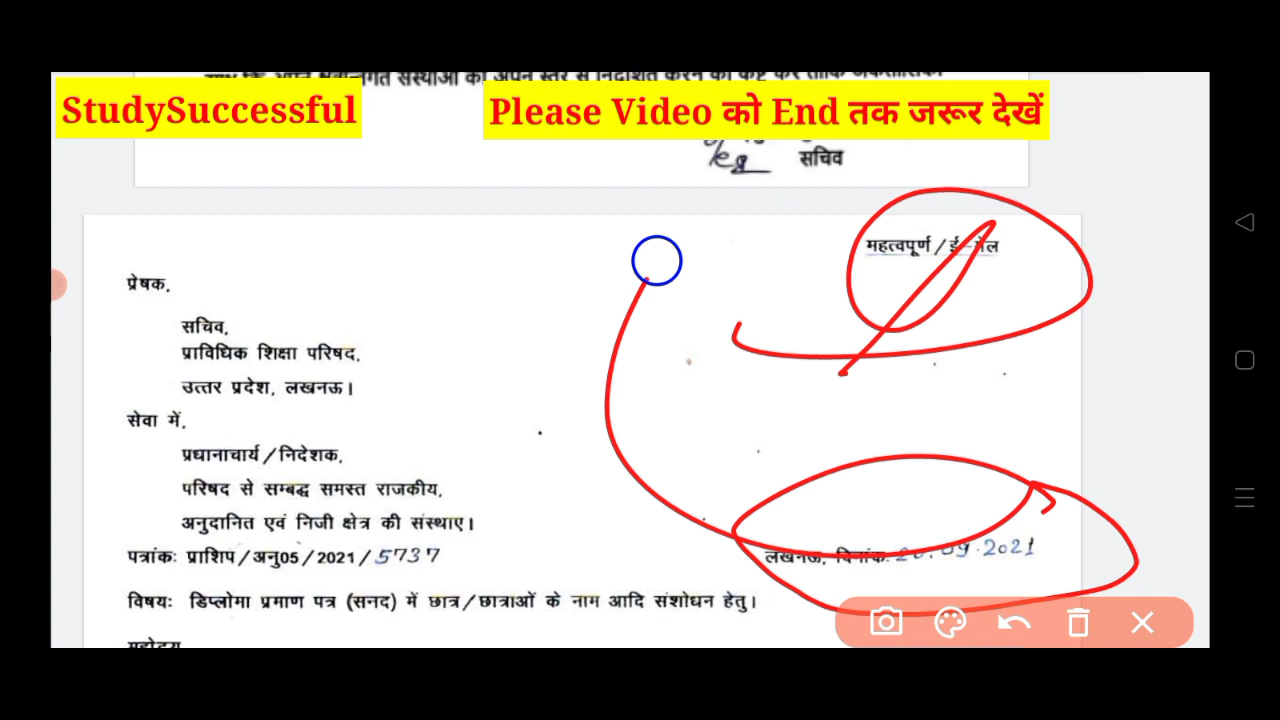 StudySuccessful
Please Video को End तक जरूर देखें
सचिव
महत्वपूर्ण / ई-मेल
प्रेषक,
सचिव,
प्राविधिक शिक्षा परिषद,
उत्तर प्रदेश, लखनऊ।
सेवा में,
प्रधानाचार्य / निदेशक,
परिषद से सम्बद्ध समस्त राजकीय,
अनुदानित एवं निजी क्षेत्र की संस्थाए।
पत्रांकः प्राशिप / अनु05 / 2021 / 5737 लखनऊ, दिनांकः .09.2021
विषयः डिप्लोमा प्रमाण पत्र (सनद) में छात्र / छात्राओं के नाम आदि संशोधन हेतु।